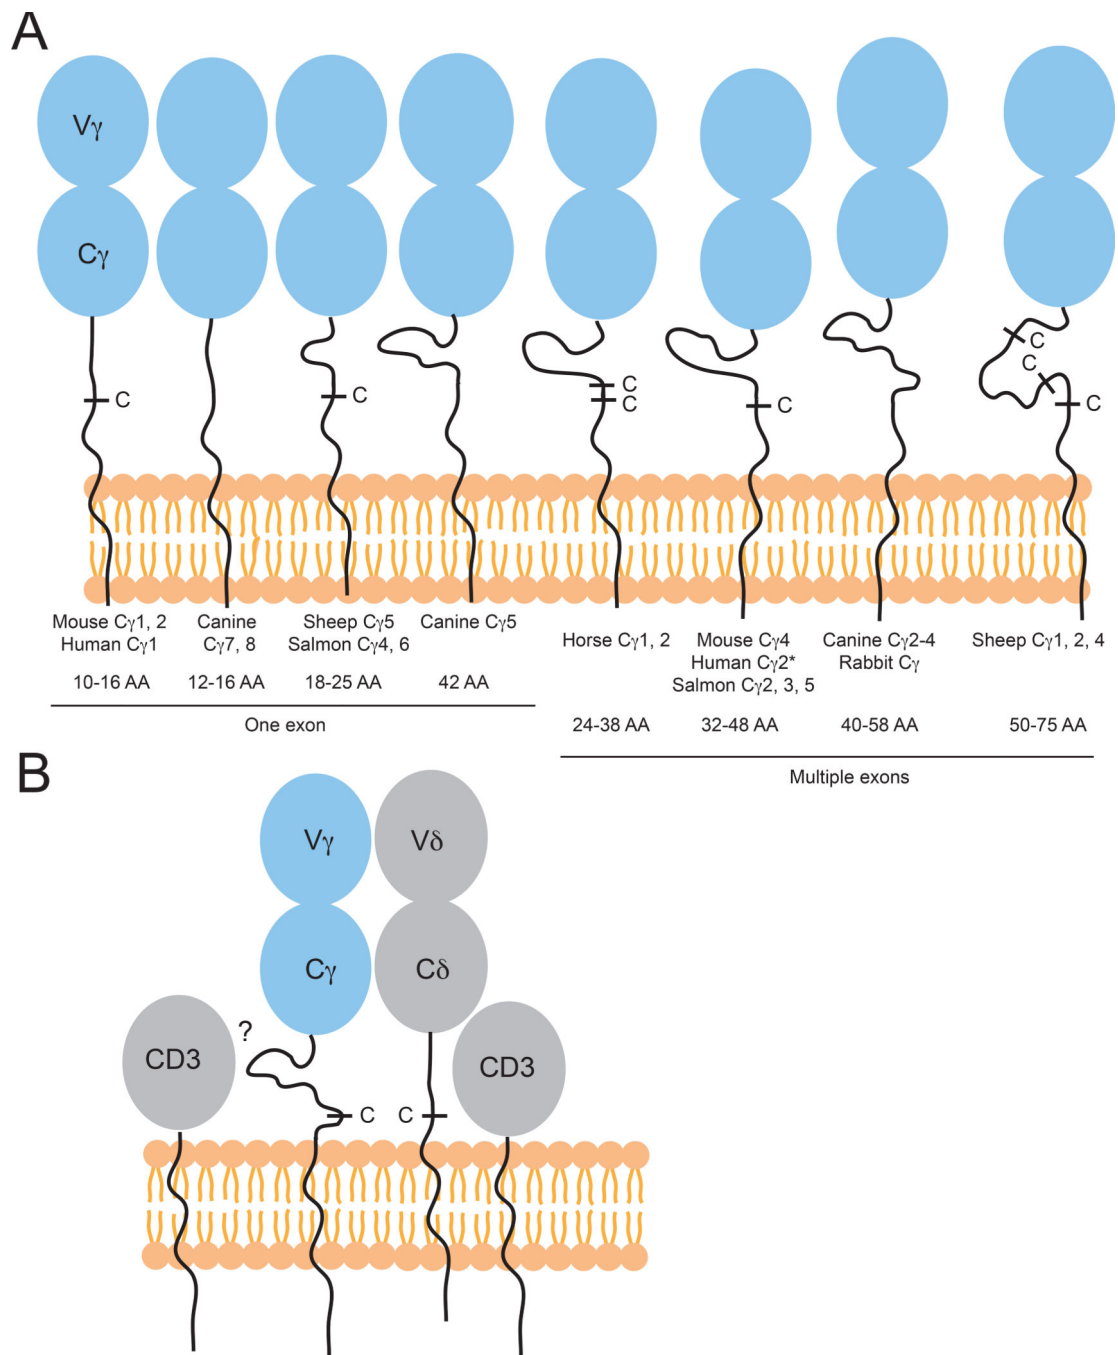 A
Vγ
Cγ
C
C
C
C
C
C
C
C
Mouse Cγ1, 2
Human Cγ1
10-16 AA
Canine
Cγ7, 8
12-16 AA
Sheep Cγ5
Salmon Cγ4, 6
18-25 AA
Canine Cγ5
42 AA
One exon
Horse Cγ1, 2
24-38 AA
Mouse Cγ4
Human Cγ2*
Salmon Cγ2, 3, 5
32-48 AA
Canine Cγ2-4
Rabbit Cγ
40-58 AA
Sheep Cγ1, 2, 4
50-75 AA
Multiple exons
B
Vγ
Vδ
Cγ
Cδ
CD3
?
CD3
C
C